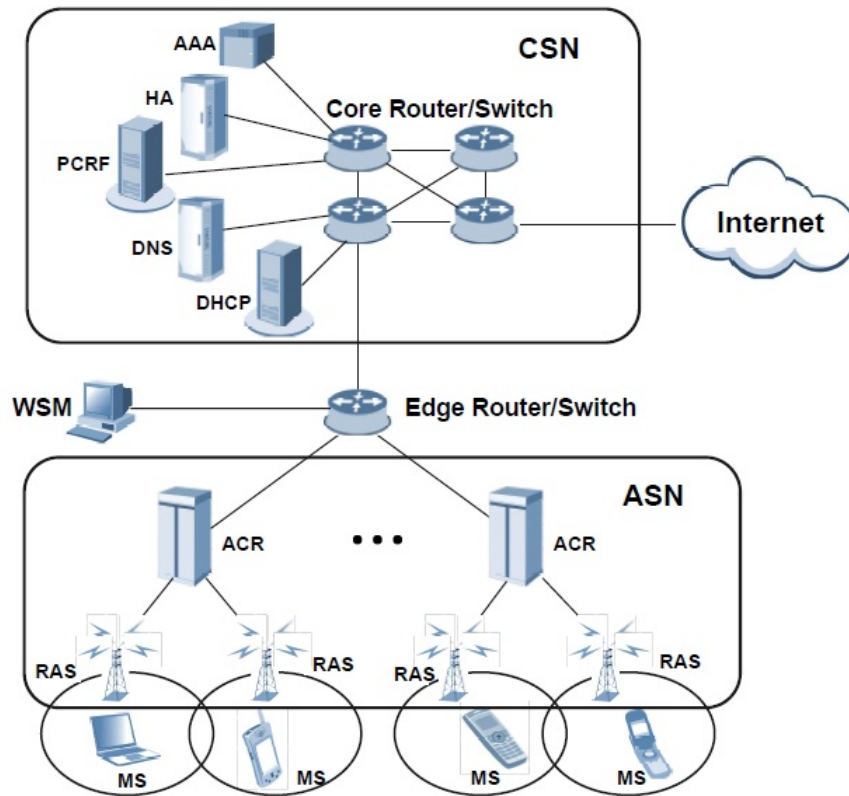 AAA
CSN
HA
Core Router/Switch
PCRF
Internet
DNS
DHCP
WSM
Edge Router/Switch
ASN
ACR
• • •
ACR
RAS
RAS
RAS
RAS
MS
MS
MS
MS